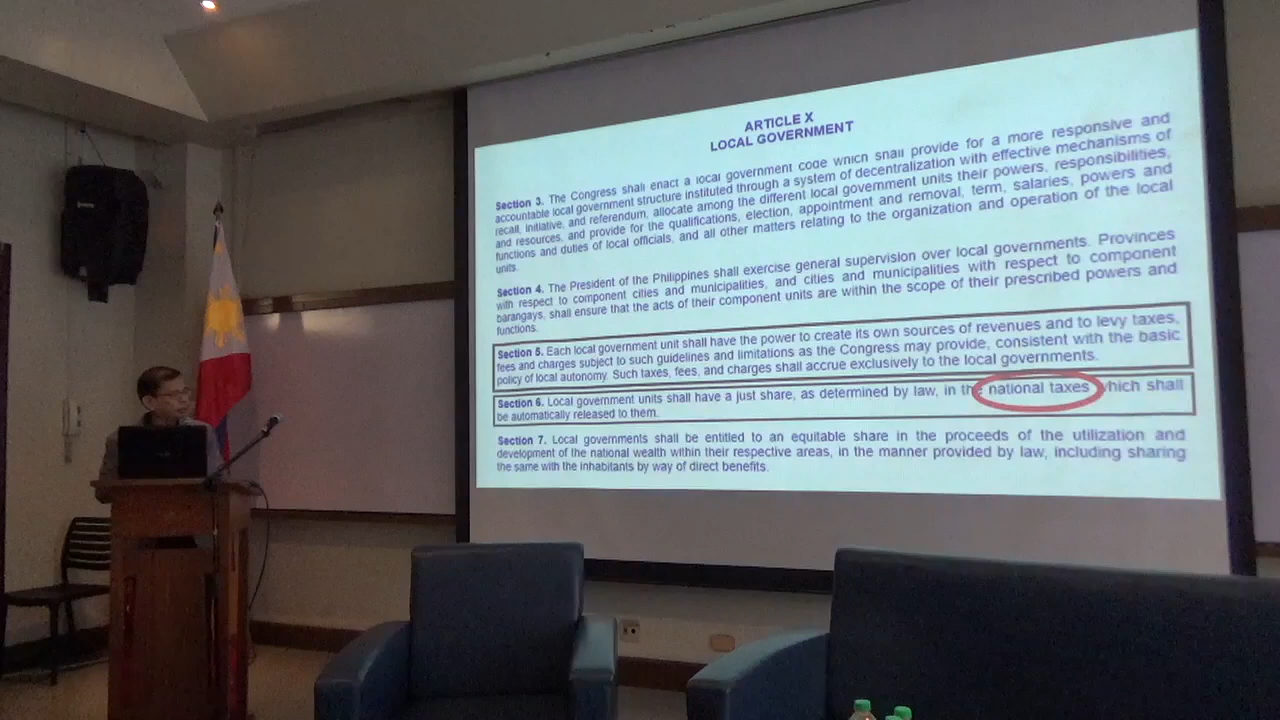 ARTICLE X
LOCAL GOVERNMENT
Section 3. The Congress shall enact a local government code which shall provide for a more responsive and
accountable local government structure instituted through a system of decentralization with effective mechanisms of
recall, initiative, and referendum, allocate among the different local government units their powers, responsibilities,
and resources, and provide for the qualifications, election, appointment and removal, term, salaries, powers and
functions and duties of local officials, and all other matters relating to the organization and operation of the local
units.
Section 4. The President of the Philippines shall exercise general supervision over local governments. Provinces
with respect to component cities and municipalities, and cities and municipalities with respect to component
barangays, shall ensure that the acts of their component units are within the scope of their prescribed powers and
functions.
Section 5. Each local government unit shall have the power to create its own sources of revenues and to levy taxes,
fees and charges subject to such guidelines and limitations as the Congress may provide, consistent with the basic
policy of local autonomy. Such taxes, fees, and charges shall accrue exclusively to the local governments.
Section 6. Local government units shall have a just share, as determined by law, in the national taxes which shall
be automatically released to them.
Section 7. Local governments shall be entitled to an equitable share in the proceeds of the utilization and
development of the national wealth within their respective areas, in the manner provided by law, including sharing
the same with the inhabitants by way of direct benefits.